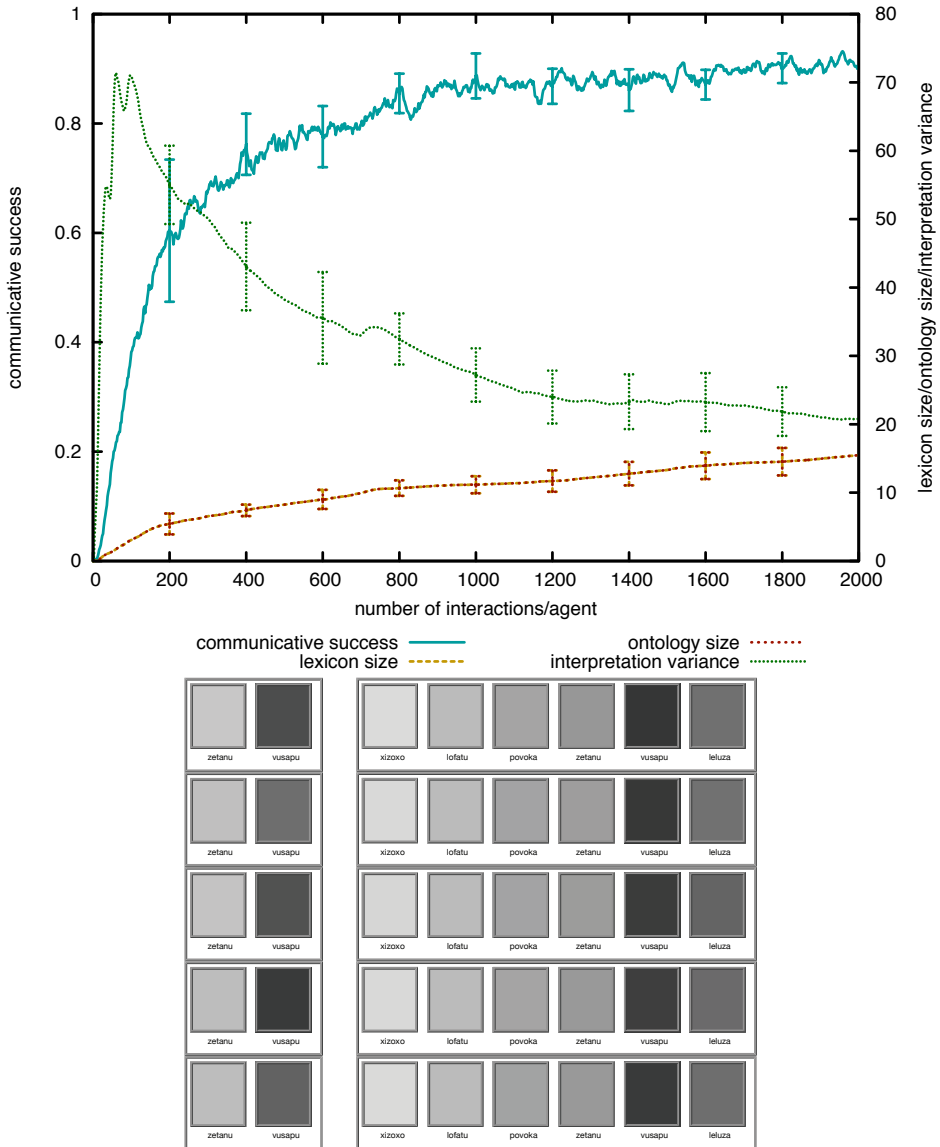 1
0.8
0.6
0.4
0.2
0
communicative success
80
70
60
50
40
30
20
10
0
lexicon size/ontology size/interpretation variance
0 200 400 600 800 1000 1200 1400 1600 1800 2000
number of interactions/agent
communicative success ontology size
lexicon size interpretation variance
zetanu vusapu xizoxo lofatu povoka zetanu vusapu leluza
zetanu vusapu xizoxo lofatu povoka zetanu vusapu leluza
zetanu vusapu xizoxo lofatu povoka zetanu vusapu leluza
zetanu vusapu xizoxo lofatu povoka zetanu vusapu leluza
zetanu vusapu xizoxo lofatu povoka zetanu vusapu leluza